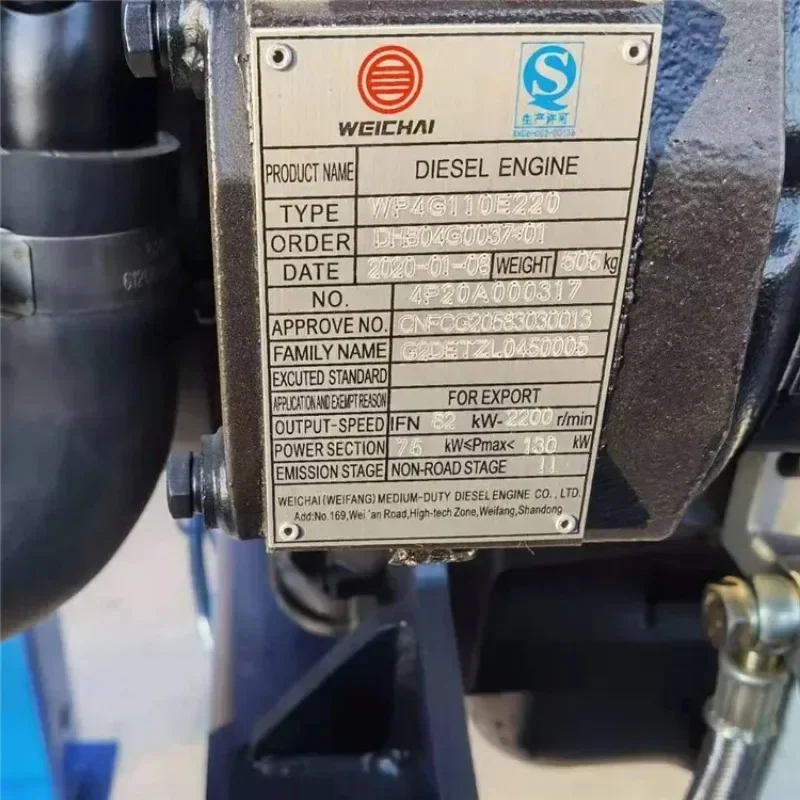 WEICHAI
生产许可
PRODUCT NAME DIESEL ENGINE
TYPE WP4G110E220
ORDER DHB04G0037*01
DATE 2020-01-08 WEIGHT 505 kg
NO. 4P20A000317
APPROVE NO. CNFCG20583030013
FAMILY NAME G2DETZL0450005
EXCUTED STANDARD
APPLICATION AND EXEMPT REASON FOR EXPORT
OUTPUT-SPEED IFN 82 kW-2200 r/min
POWER SECTION 75 kW≤Pmax< 130 kW
EMISSION STAGE NON-ROAD STAGE II
WEICHAI(WEIFANG)MEDIUM-DUTY DIESEL ENGINE CO., LTD.
Add:No.169,Wei´an Road,High-tech Zone,Weifang,Shandong